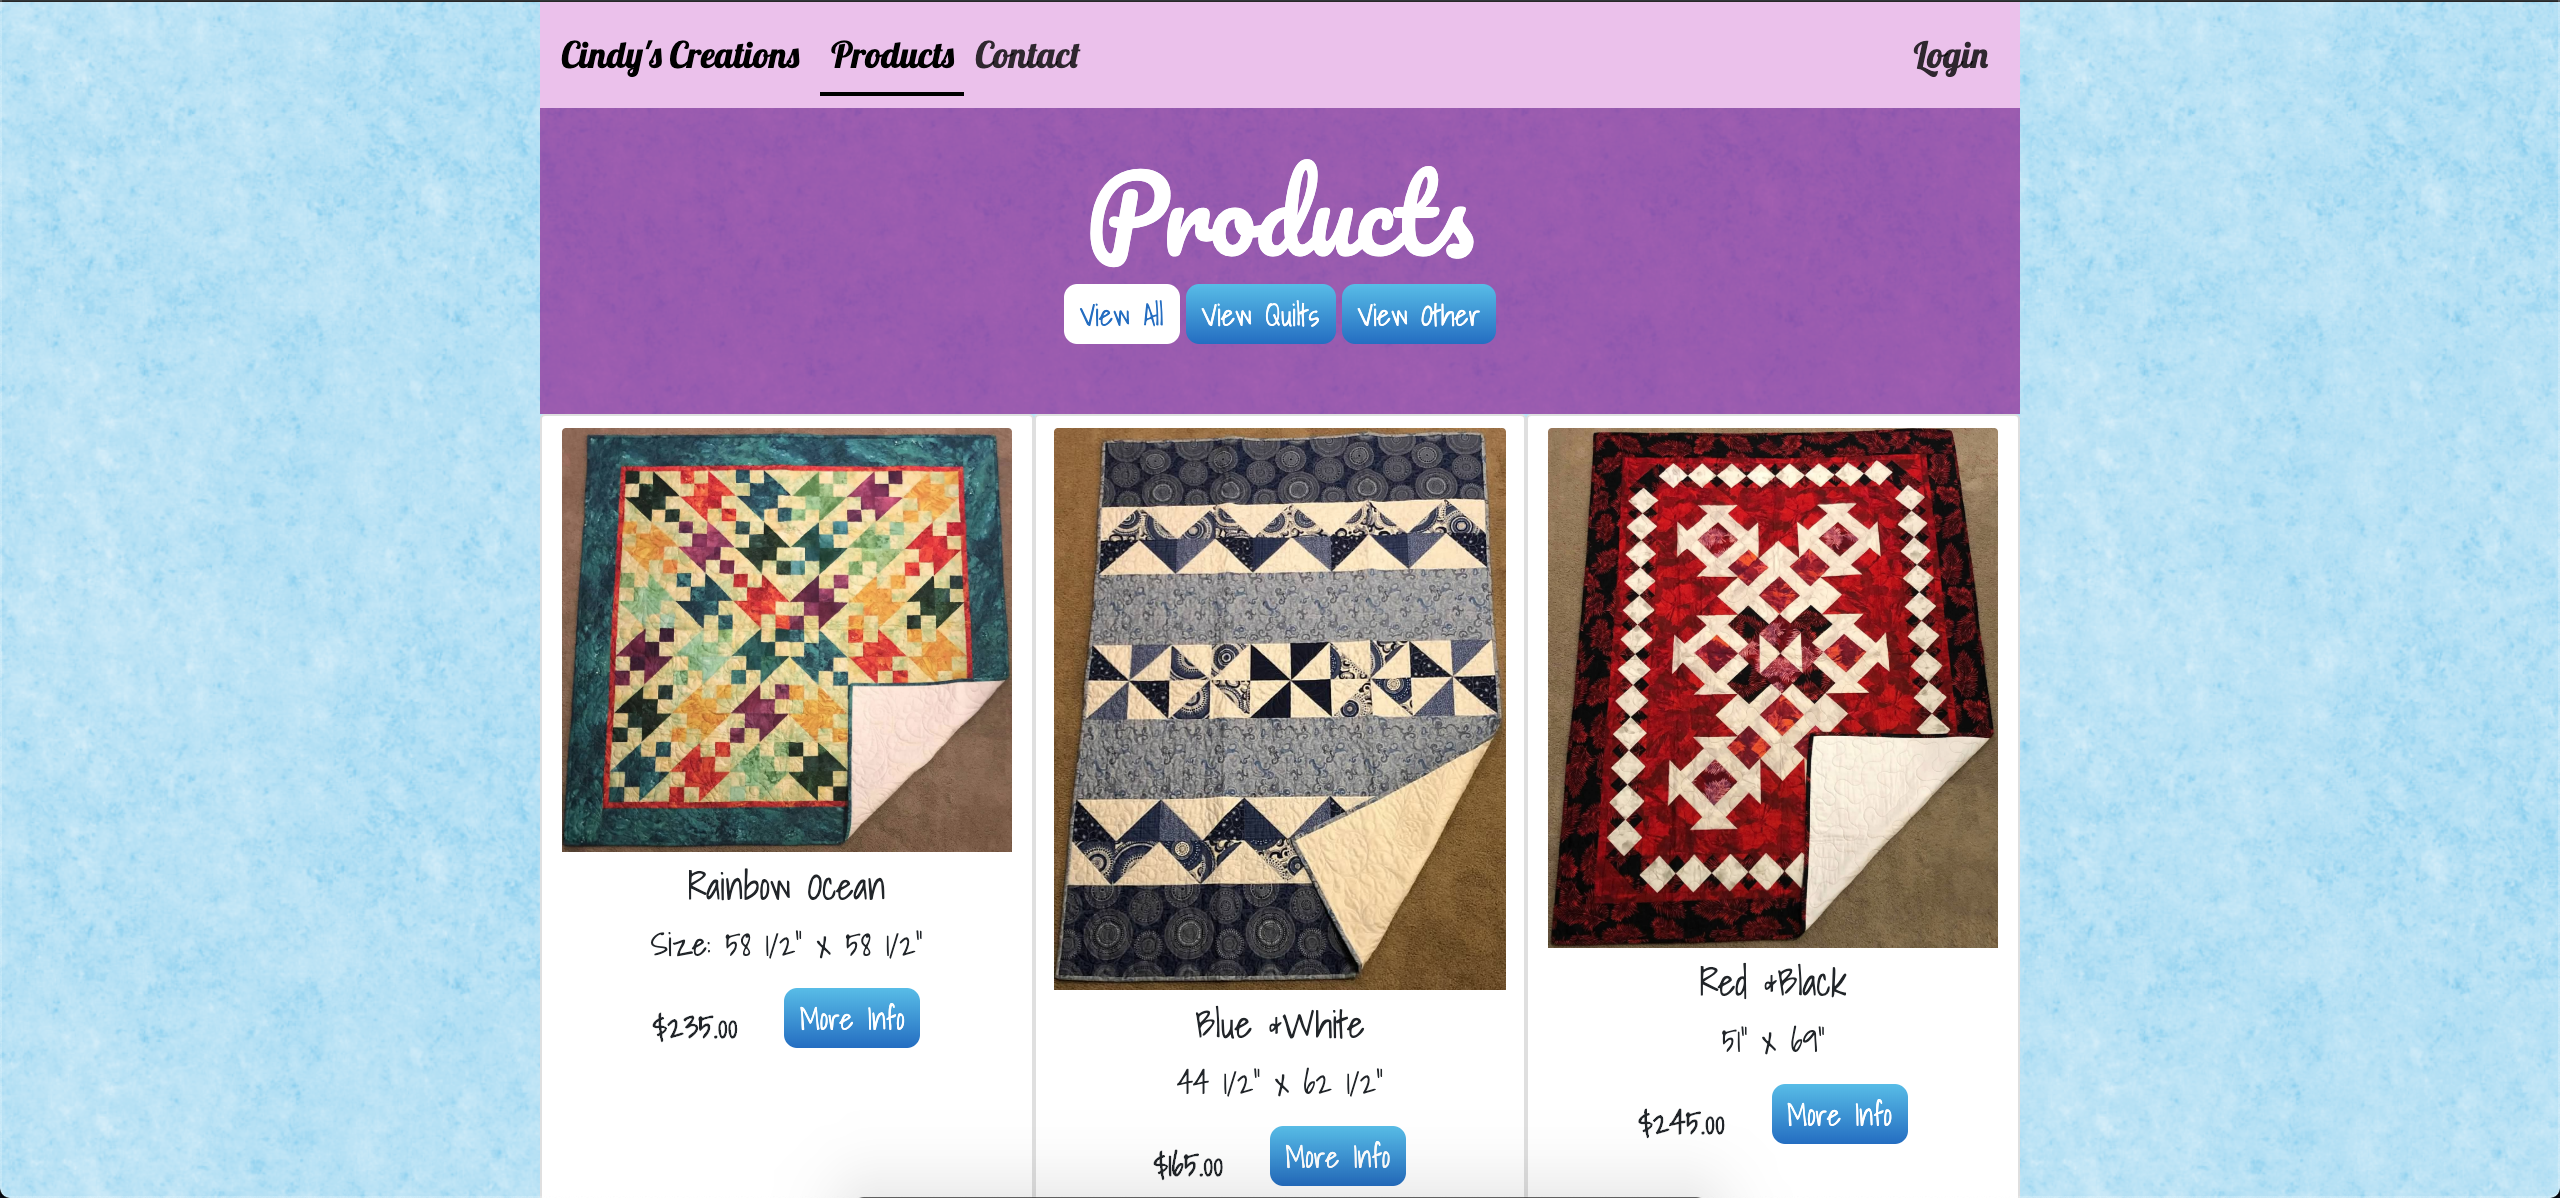 Cindy's Creations Products Contact Login
Products
View All View Quilts View Other
Rainbow Ocean
Size: 58 1/2" x 58 1/2"
$235.00 More Info
Blue &White
44 1/2" x 62 1/2"
$165.00 More Info
Red &Black
51" x 69"
$245.00 More Info